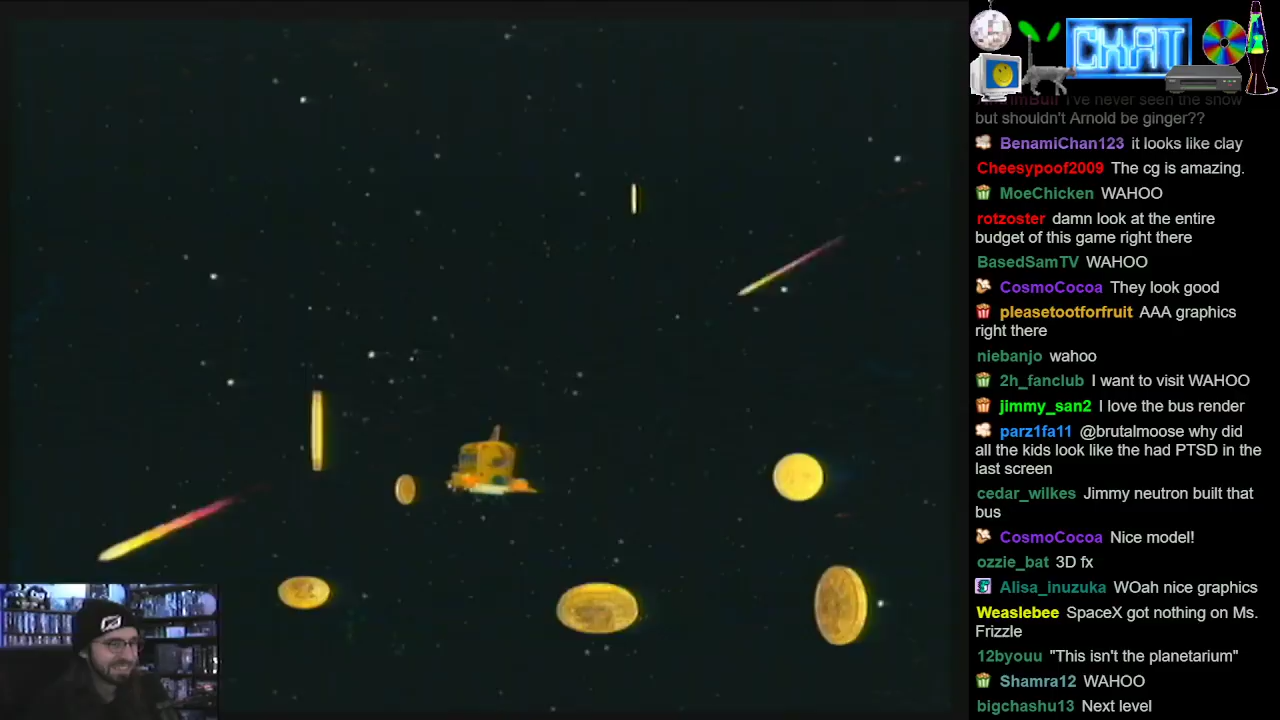 CHAT
I've never seen the show
but shouldn't Arnold be ginger??
BenamiChan123 it looks like clay
Cheesypoof2009 The cg is amazing.
MoeChicken WAHOO
rotzoster damn look at the entire
budget of this game right there
BasedSamTV WAHOO
CosmoCocoa They look good
pleasetootforfruit AAA graphics
right there
niebanjo wahoo
2h_fanclub I want to visit WAHOO
jimmy_san2 I love the bus render
parz1fa11 @brutalmoose why did
all the kids look like the had PTSD in the
last screen
cedar_wilkes Jimmy neutron built that
bus
CosmoCocoa Nice model!
ozzie_bat 3D fx
Alisa_inuzuka WOah nice graphics
Weaslebee SpaceX got nothing on Ms.
Frizzle
12byouu "This isn't the planetarium"
Shamra12 WAHOO
bigchashu13 Next level